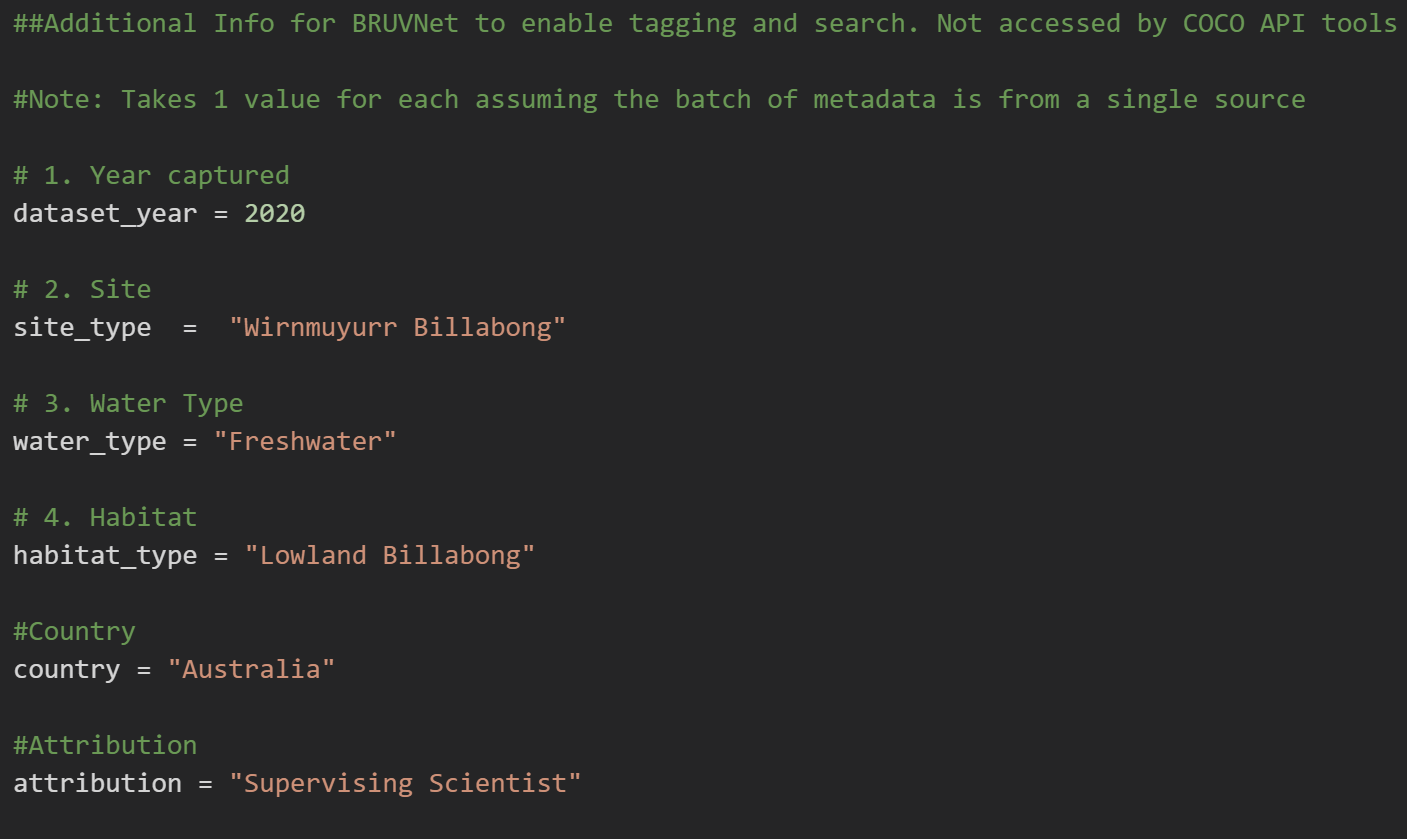 ##Additional Info for BRUVNet to enable tagging and search. Not accessed by COCO API tools
#Note: Takes 1 value for each assuming the batch of metadata is from a single source
# 1. Year captured
dataset_year = 2020
# 2. Site
site_type  =  "Wirnmuyurr Billabong"
# 3. Water Type
water_type = "Freshwater"
# 4. Habitat
habitat_type = "Lowland Billabong"
#Country
country = "Australia"
#Attribution
attribution = "Supervising Scientist"